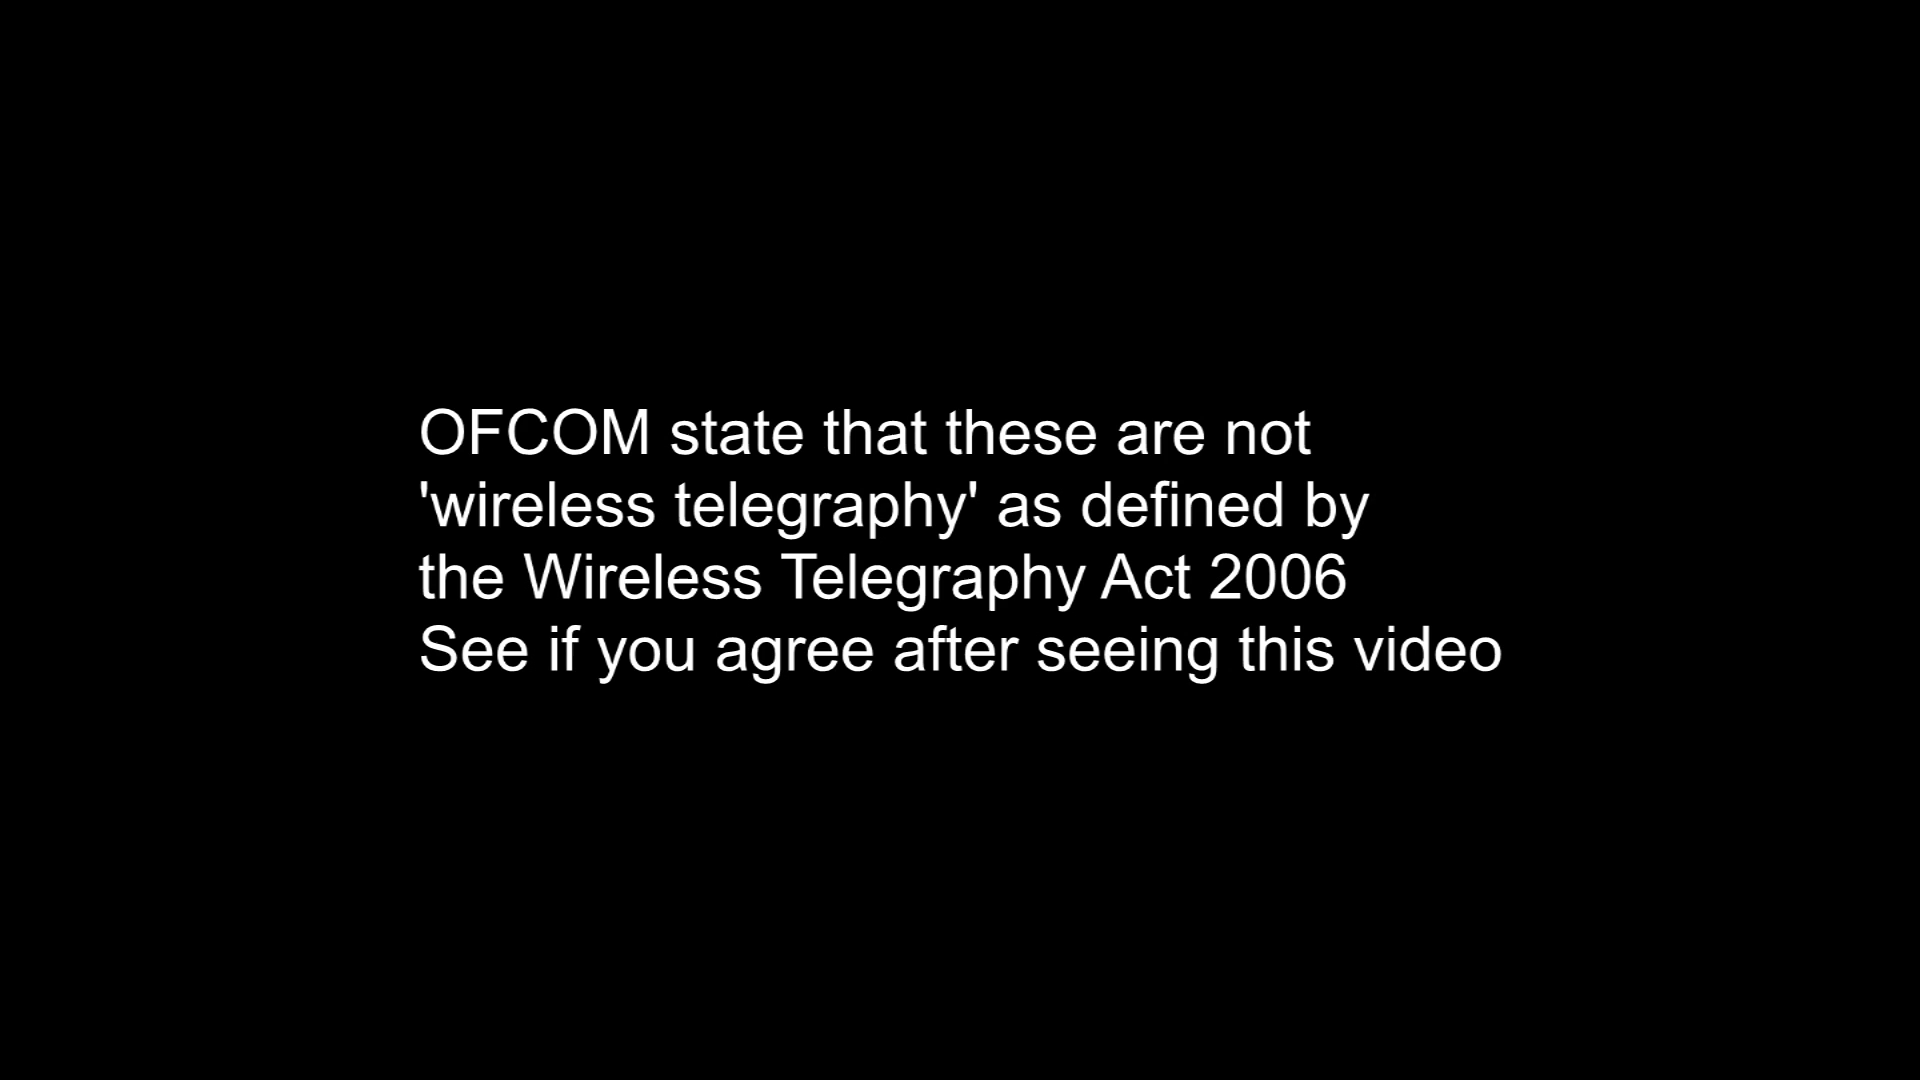 OFCOM state that these are not
'wireless telegraphy' as defined by
the Wireless Telegraphy Act 2006
See if you agree after seeing this video